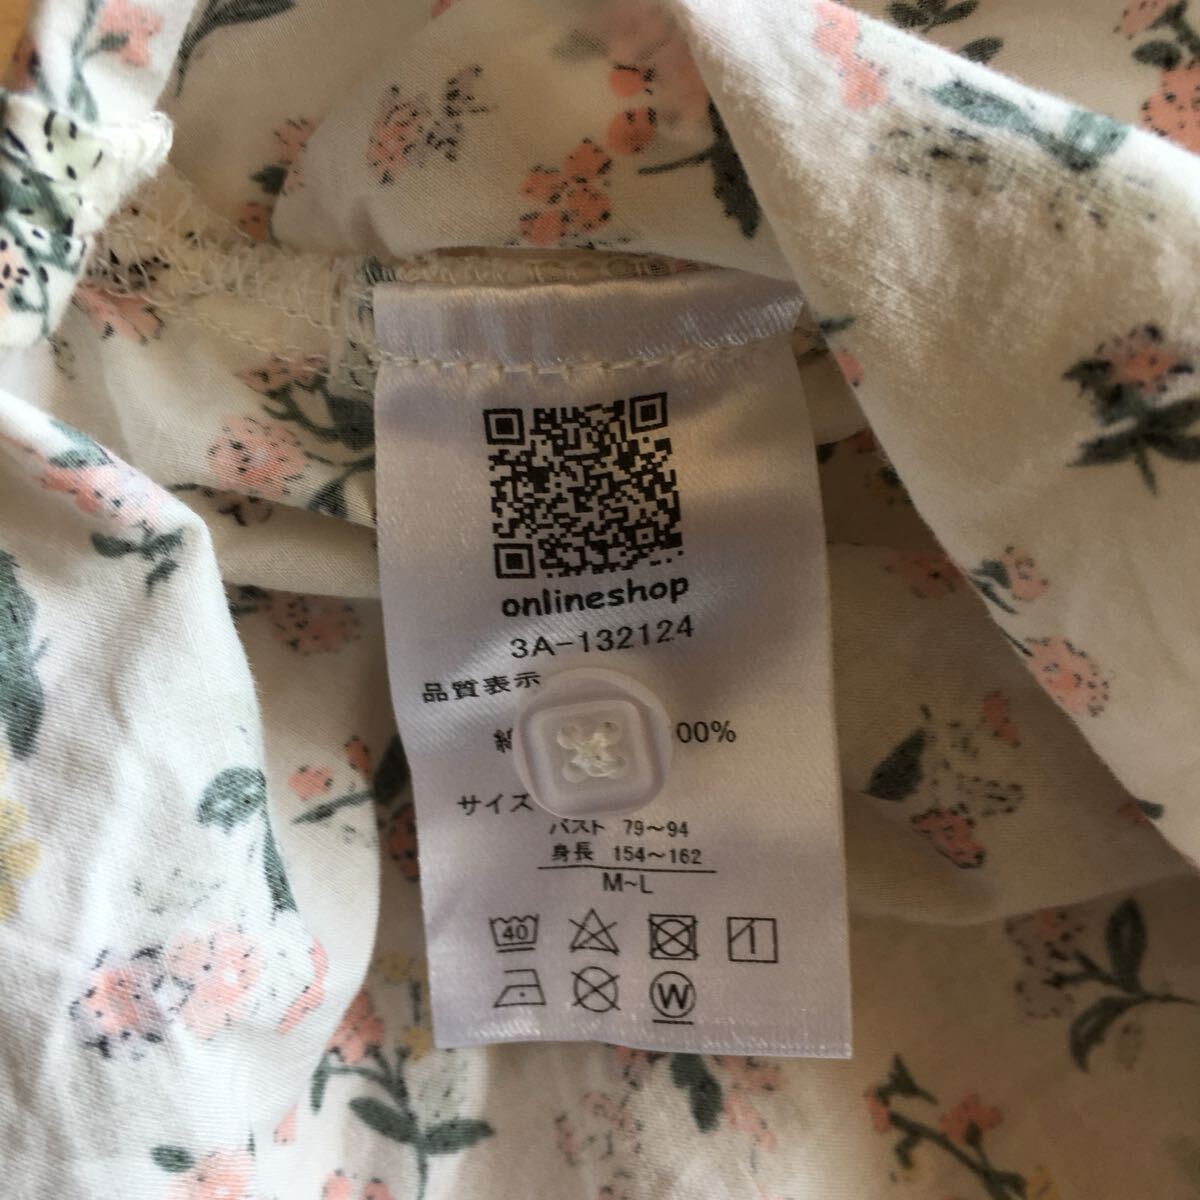 onlineshop
3A-132124
品質表示
00%
サイズ
バスト 79~94
身長 154~162
M~L
40
W